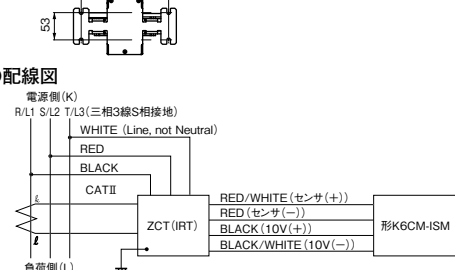 53
配線図
電源側(K)
R/L1 S/L2 T/L3(三相3線S相接地)
WHITE (Line, not Neutral)
RED
BLACK
CATⅡ
k
ZCT(IRT)
RED/WHITE(センサ(+))
RED(センサ(−))
BLACK(10V(+))
BLACK/WHITE(10V(−))
形K6CM-ISM
ℓ
負荷側(L)